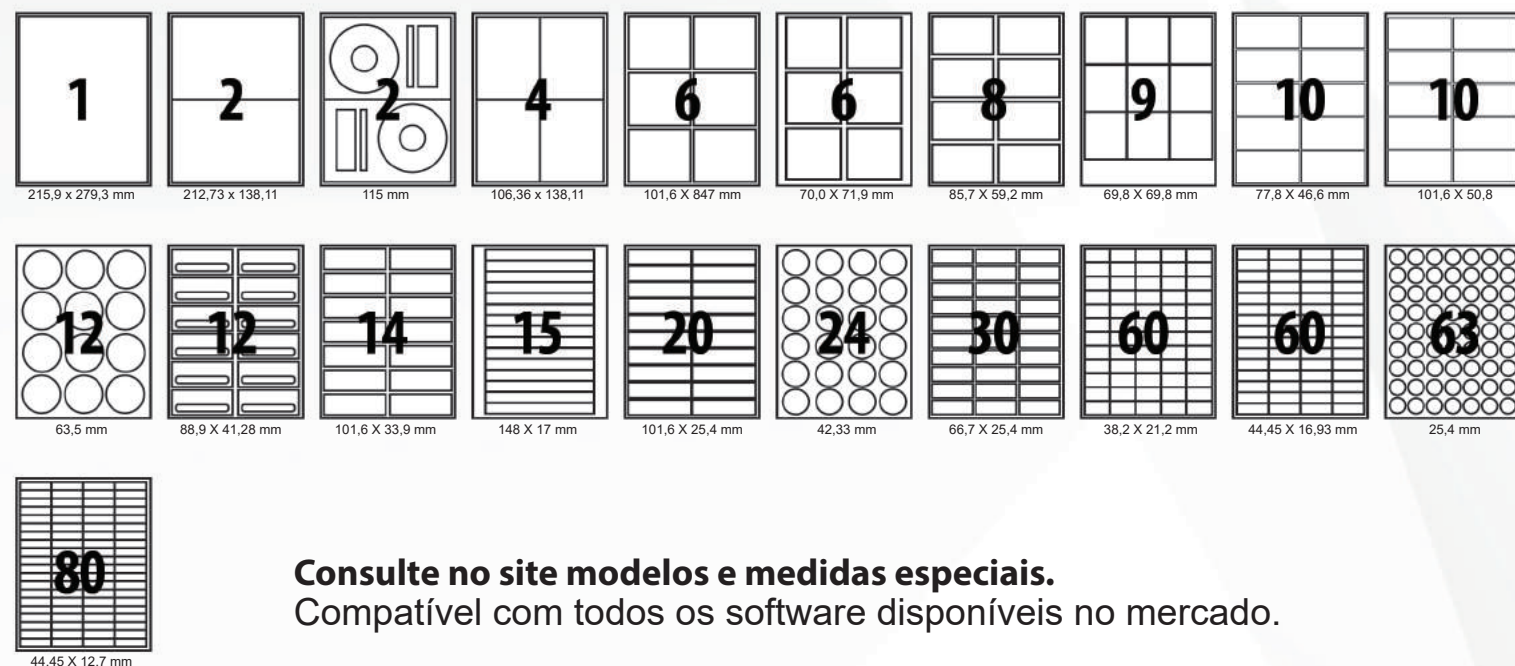 1 2 2 4 6 6 8 9 10 10
215,9 x 279,3 mm 212,73 x 138,11 115 mm 106,36 x 138,11 101,6 X 847 mm 70,0 X 71,9 mm 85,7 X 59,2 mm 69,8 X 69,8 mm 77,8 X 46,6 mm 101,6 X 50,8
12 12 14 15 20 24 30 60 60 63
63,5 mm 88,9 X 41,28 mm 101,6 X 33,9 mm 148 X 17 mm 101,6 X 25,4 mm 42,33 mm 66,7 X 25,4 mm 38,2 X 21,2 mm 44,45 X 16,93 mm 25,4 mm
80
44,45 X 12,7 mm
Consulte no site modelos e medidas especiais.
Compatível com todos os software disponíveis no mercado.